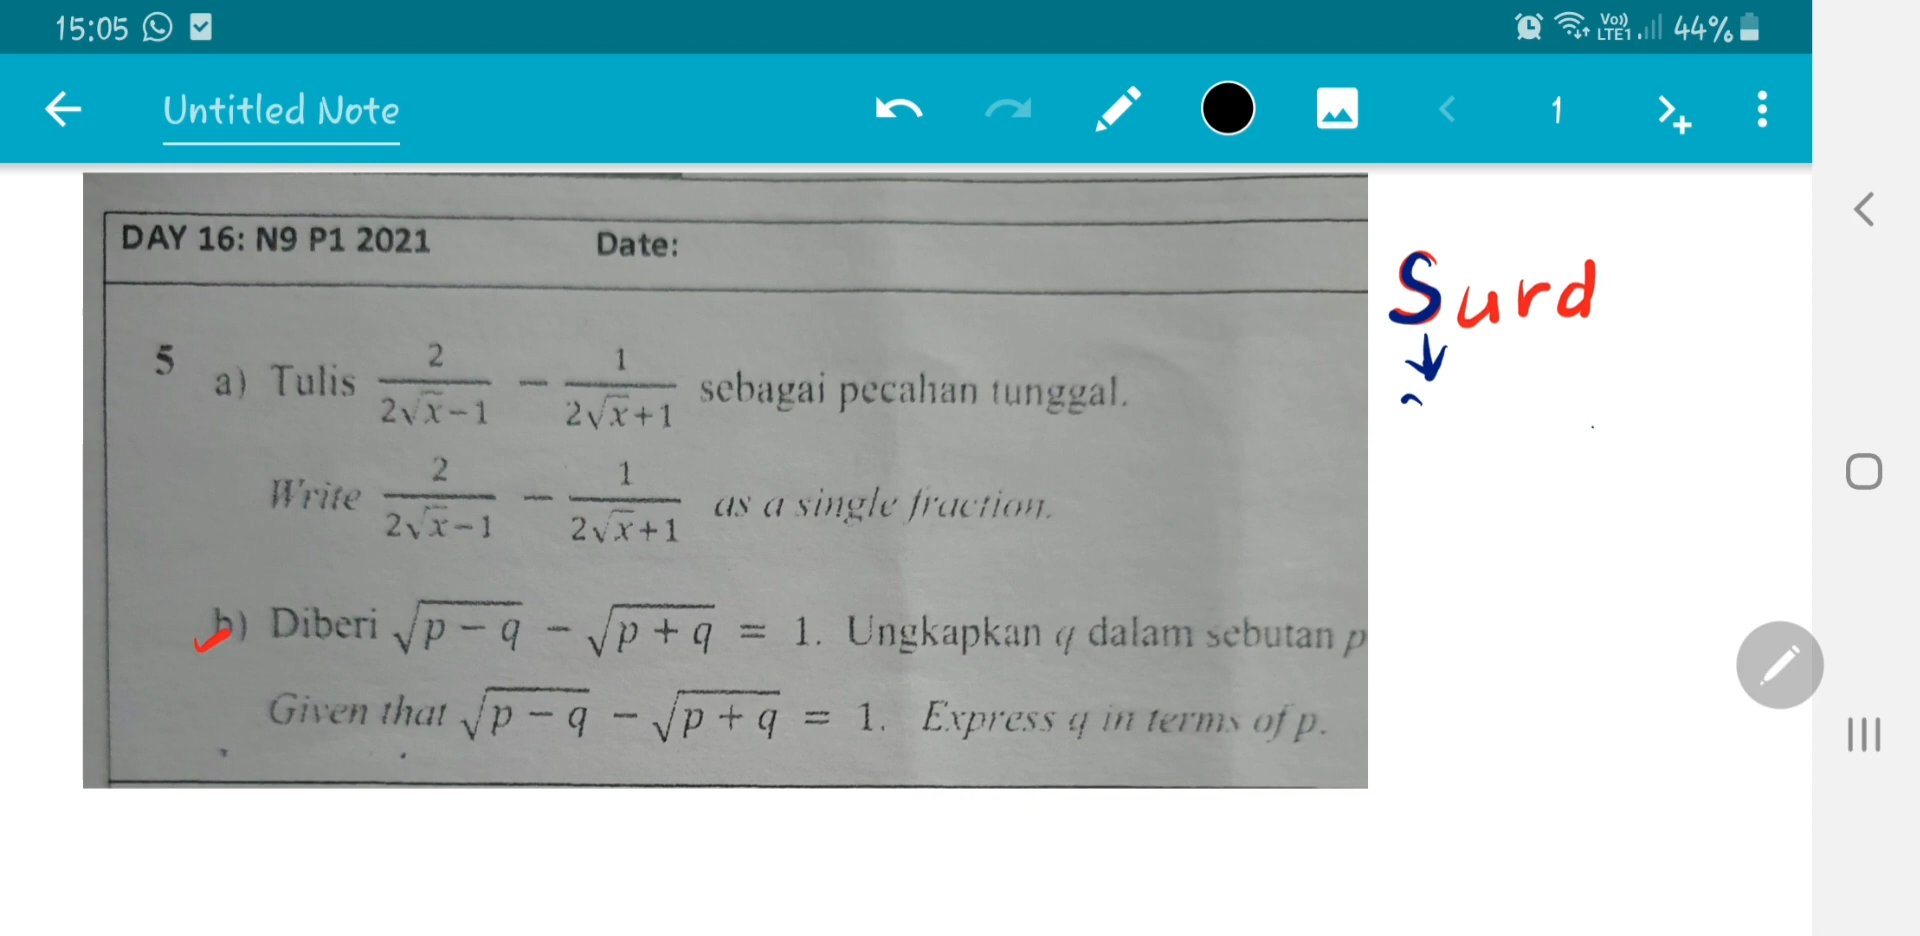 15:05 Vo)) LTE1 44%
Untitled Note 1
DAY 16: N9 P1 2021 Date:
Surd
5 a) Tulis 2/(2√x−1) − 1/(2√x+1) sebagai pecahan tunggal.
Write 2/(2√x−1) − 1/(2√x+1) as a single fraction.
b) Diberi √(p − q) − √(p + q) = 1. Ungkapkan q dalam sebutan p
Given that √(p − q) − √(p + q) = 1. Express q in terms of p.